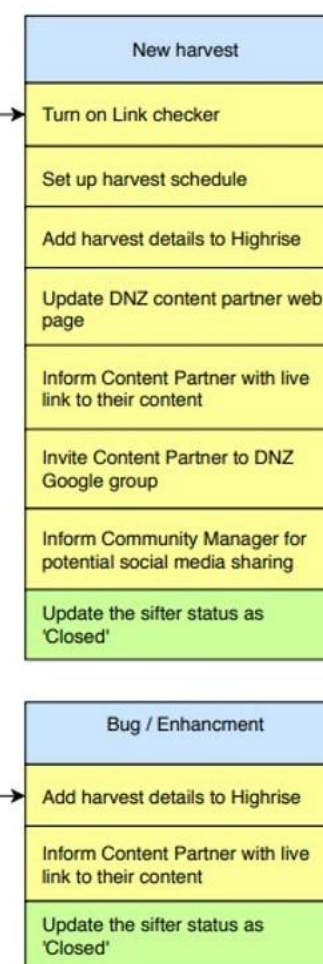 New harvest
Turn on Link checker
Set up harvest schedule
Add harvest details to Highrise
Update DNZ content partner web
page
Inform Content Partner with live
link to their content
Invite Content Partner to DNZ
Google group
Inform Community Manager for
potential social media sharing
Update the sifter status as
'Closed'
Bug / Enhancment
Add harvest details to Highrise
Inform Content Partner with live
link to their content
Update the sifter status as
'Closed'